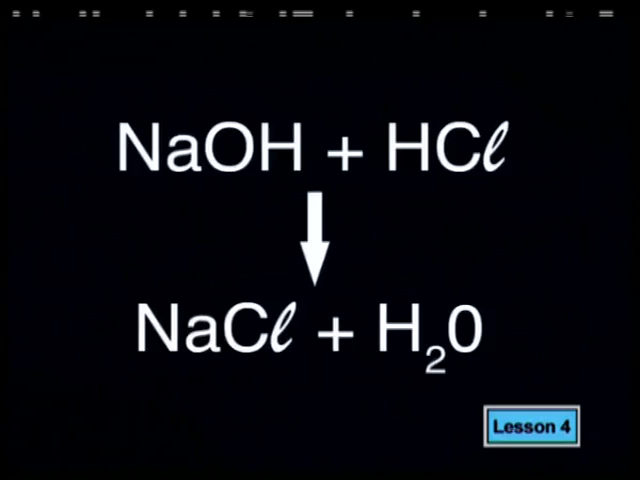 NaOH + HCℓ
NaCℓ + H₂0
Lesson 4